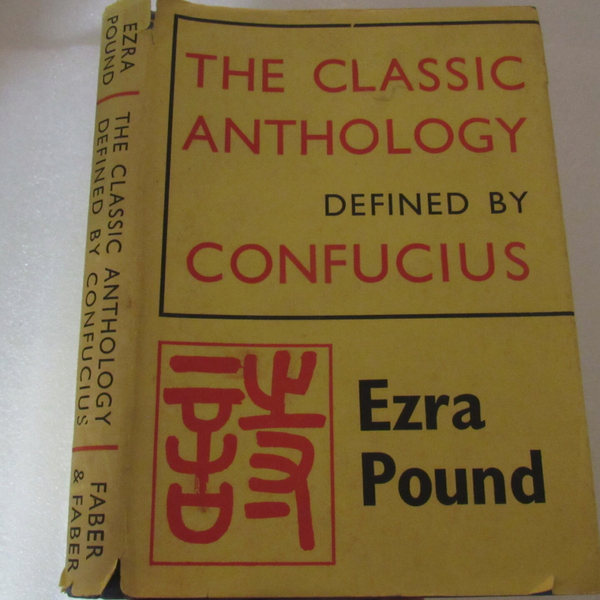 THE CLASSIC
ANTHOLOGY
DEFINED BY
CONFUCIUS
詩
Ezra
Pound
EZRA
POUND
THE CLASSIC ANTHOLOGY
DEFINED BY CONFUCIUS
FABER
& FABER